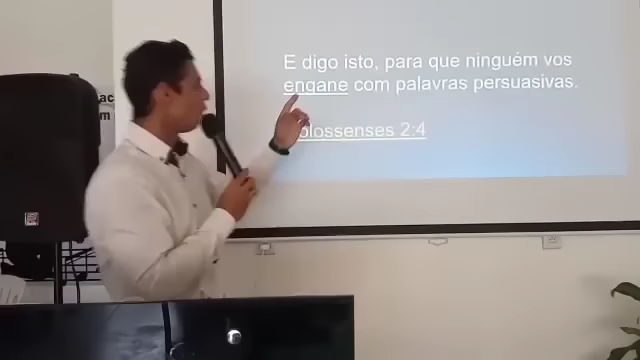 E digo isto, para que ninguém vos
engane com palavras persuasivas.
olossenses 2:4